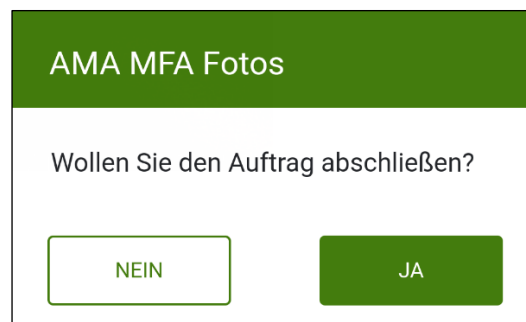 AMA MFA Fotos
Wollen Sie den Auftrag abschließen?
NEIN
JA